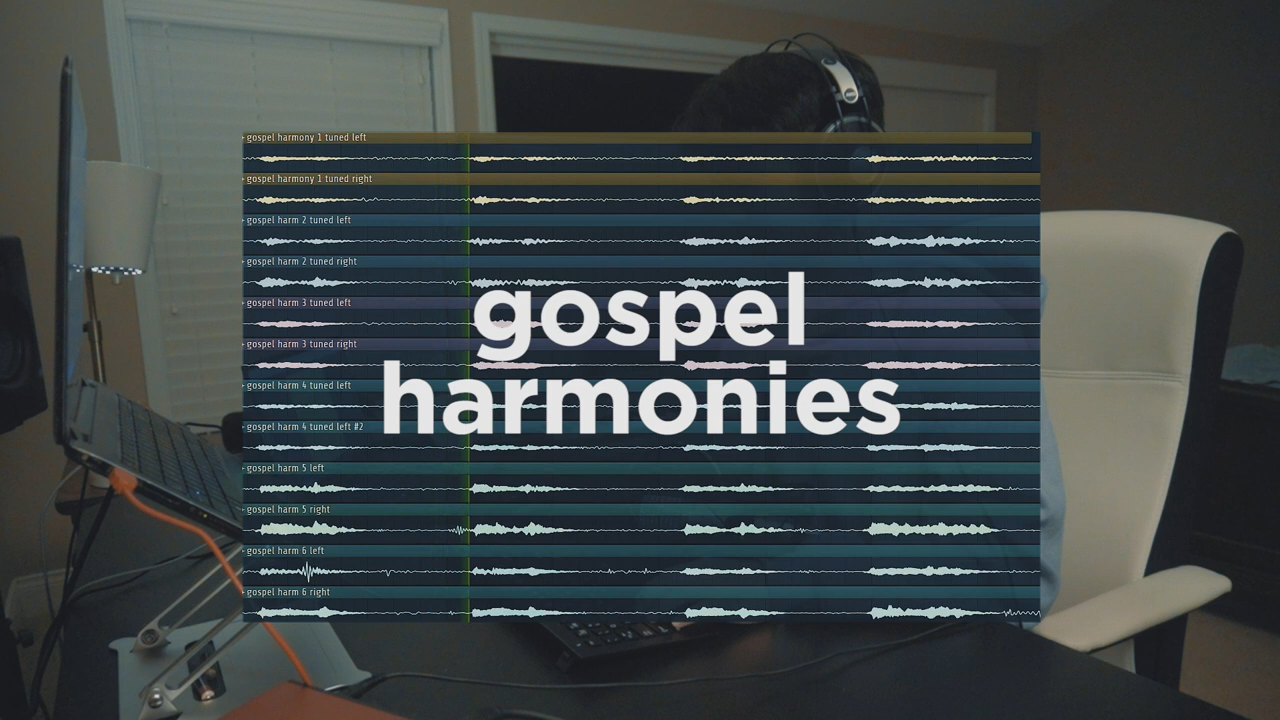 gospel harmony 1 tuned left
gospel harmony 1 tuned right
gospel harm 2 tuned left
gospel harm 2 tuned right
gospel harm 3 tuned left
gospel harm 3 tuned right
gospel harm 4 tuned left
gospel harm 4 tuned left #2
gospel harm 5 left
gospel harm 5 right
gospel harm 6 left
gospel harm 6 right
gospel
harmonies